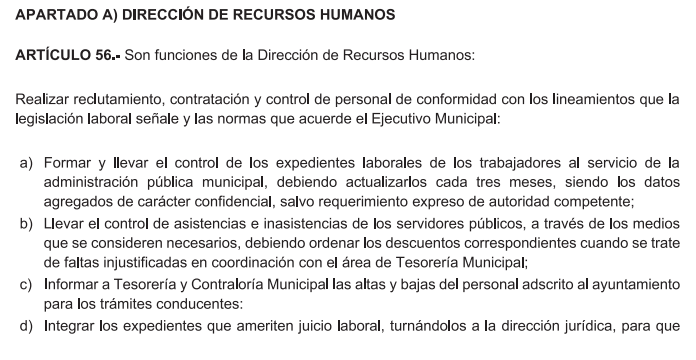 APARTADO A) DIRECCIÓN DE RECURSOS HUMANOS
ARTÍCULO 56.- Son funciones de la Dirección de Recursos Humanos:
Realizar reclutamiento, contratación y control de personal de conformidad con los lineamientos que la
legislación laboral señale y las normas que acuerde el Ejecutivo Municipal:
a) Formar y llevar el control de los expedientes laborales de los trabajadores al servicio de la
administración pública municipal, debiendo actualizarlos cada tres meses, siendo los datos
agregados de carácter confidencial, salvo requerimiento expreso de autoridad competente;
b) Llevar el control de asistencias e inasistencias de los servidores públicos, a través de los medios
que se consideren necesarios, debiendo ordenar los descuentos correspondientes cuando se trate
de faltas injustificadas en coordinación con el área de Tesorería Municipal;
c) Informar a Tesorería y Contraloría Municipal las altas y bajas del personal adscrito al ayuntamiento
para los trámites conducentes:
d) Integrar los expedientes que ameriten juicio laboral, turnándolos a la dirección jurídica, para que